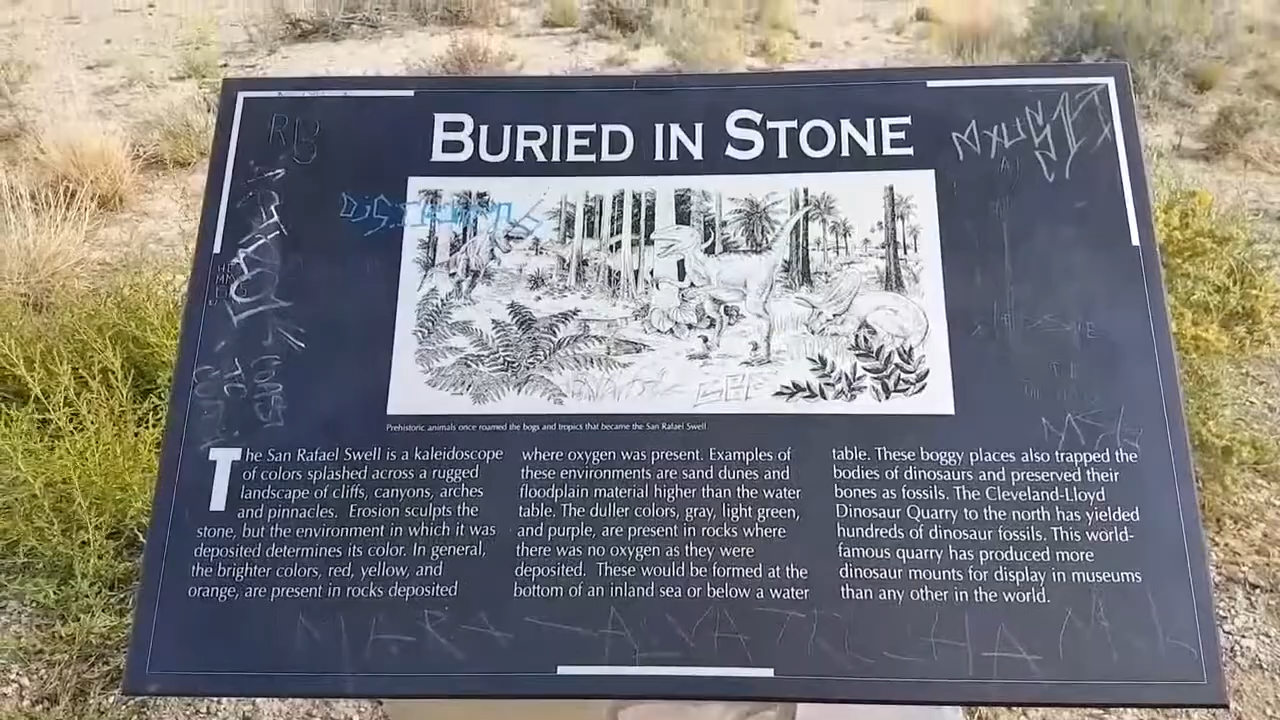 BURIED IN STONE
Prehistoric animals once roamed the bogs and tropics that became the San Rafael Swell.
The San Rafael Swell is a kaleidoscope
of colors splashed across a rugged
landscape of cliffs, canyons, arches
and pinnacles. Erosion sculpts the
stone, but the environment in which it was
deposited determines its color. In general,
the brighter colors, red, yellow, and
orange, are present in rocks deposited
where oxygen was present. Examples of
these environments are sand dunes and
floodplain material higher than the water
table. The duller colors, gray, light green,
and purple, are present in rocks where
there was no oxygen as they were
deposited. These would be formed at the
bottom of an inland sea or below a water
table. These boggy places also trapped the
bodies of dinosaurs and preserved their
bones as fossils. The Cleveland-Lloyd
Dinosaur Quarry to the north has yielded
hundreds of dinosaur fossils. This world-
famous quarry has produced more
dinosaur mounts for display in museums
than any other in the world.